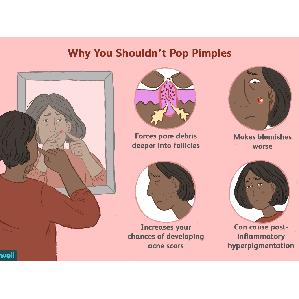 Why You Shouldn't Pop Pimples
Forces pore debris
deeper into follicles
Makes blemishes
worse
Increases your
chances of developing
acne scars
Can cause post-
inflammatory
hyperpigmentation